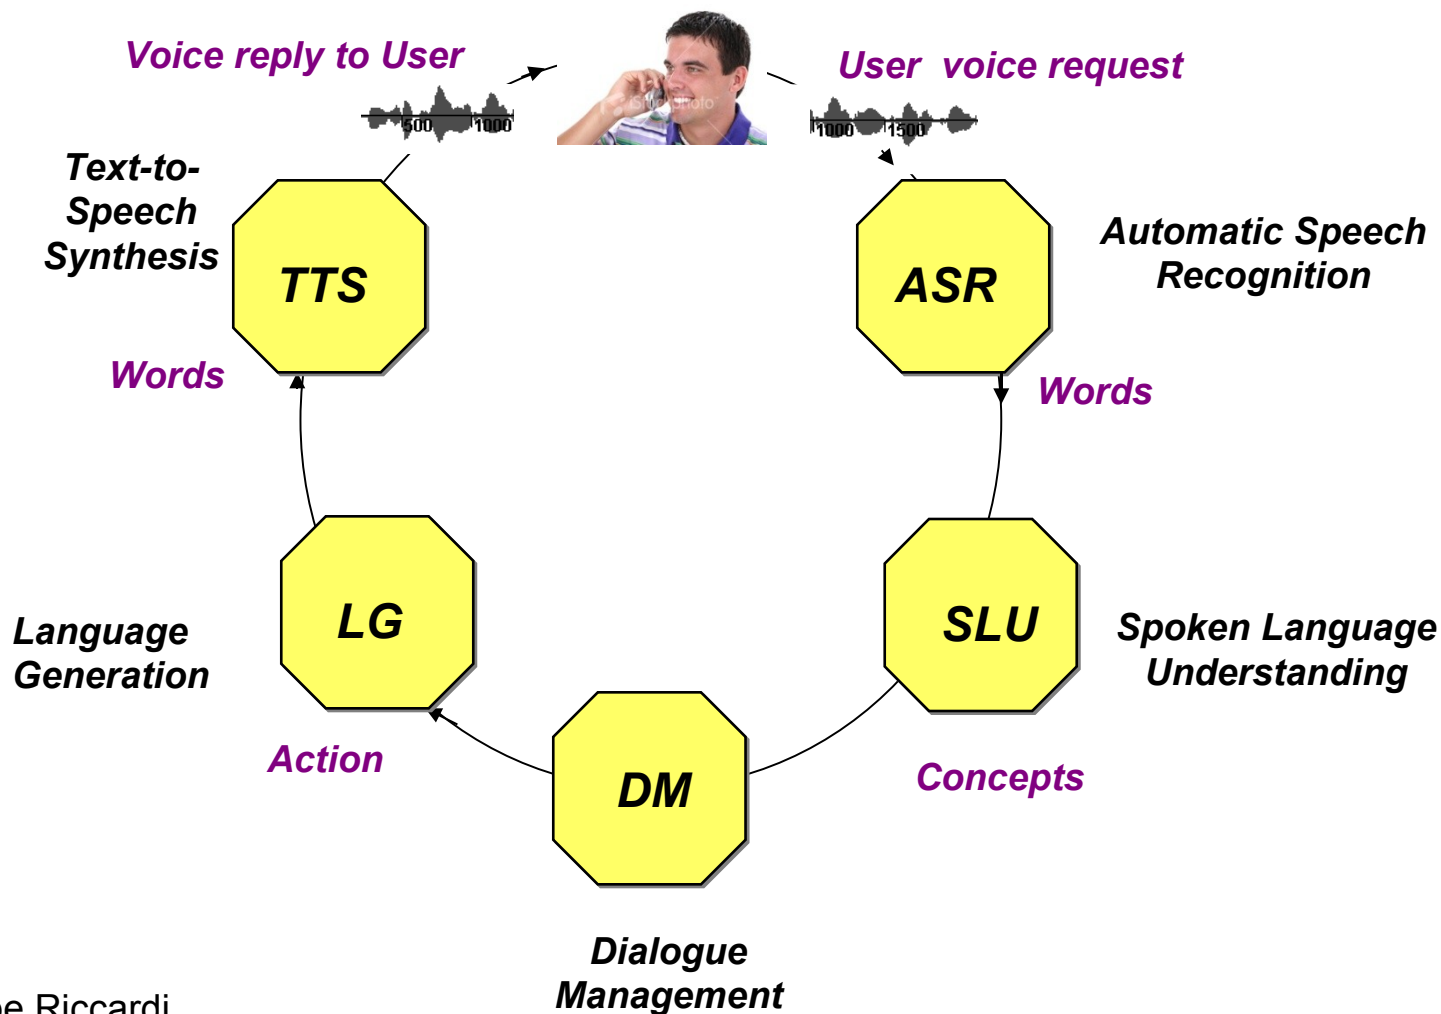 Voice reply to User
User voice request
iStockphoto
500 1000
1000 1500
Text-to-
Speech
Synthesis
TTS
ASR
Automatic Speech
Recognition
Words
Words
LG
Language
Generation
SLU
Spoken Language
Understanding
Action
DM
Concepts
Dialogue
Management
Riccardi